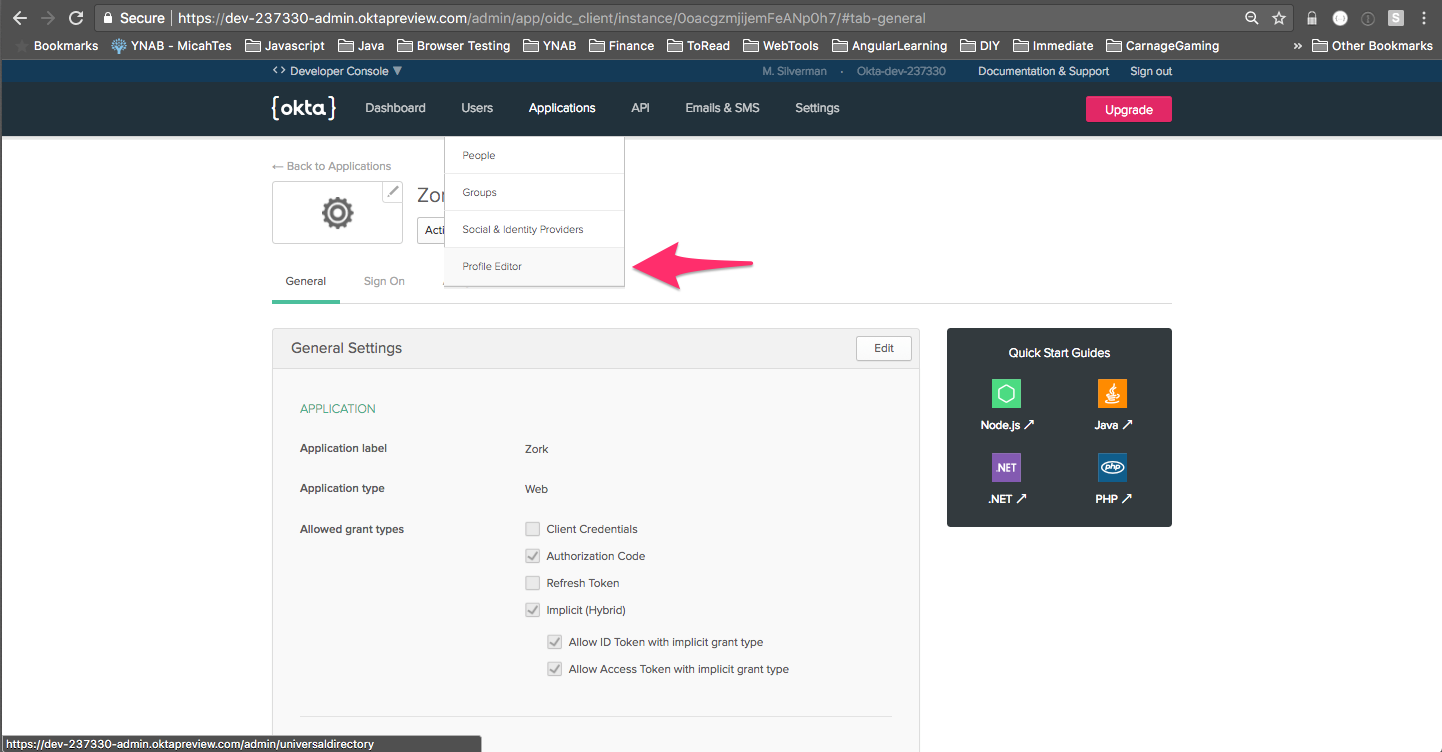 Secure https://dev-237330-admin.oktapreview.com/admin/app/oidc_client/instance/0oacgzmjijemFeANp0h7/#tab-general
Bookmarks YNAB - MicahTes Javascript Java Browser Testing YNAB Finance ToRead WebTools AngularLearning DIY Immediate CarnageGaming » Other Bookmarks
<> Developer Console ▼ M. Silverman · Okta-dev-237330 Documentation & Support Sign out
{okta} Dashboard Users Applications API Emails & SMS Settings Upgrade
← Back to Applications
People
Groups
Social & Identity Providers
Profile Editor
Zor
Acti
General Sign On
General Settings Edit
APPLICATION
Application label Zork
Application type Web
Allowed grant types Client Credentials
Authorization Code
Refresh Token
Implicit (Hybrid)
Allow ID Token with implicit grant type
Allow Access Token with implicit grant type
Quick Start Guides
Node.js ↗ Java ↗
.NET php
.NET ↗ PHP ↗
https://dev-237330-admin.oktapreview.com/admin/universaldirectory